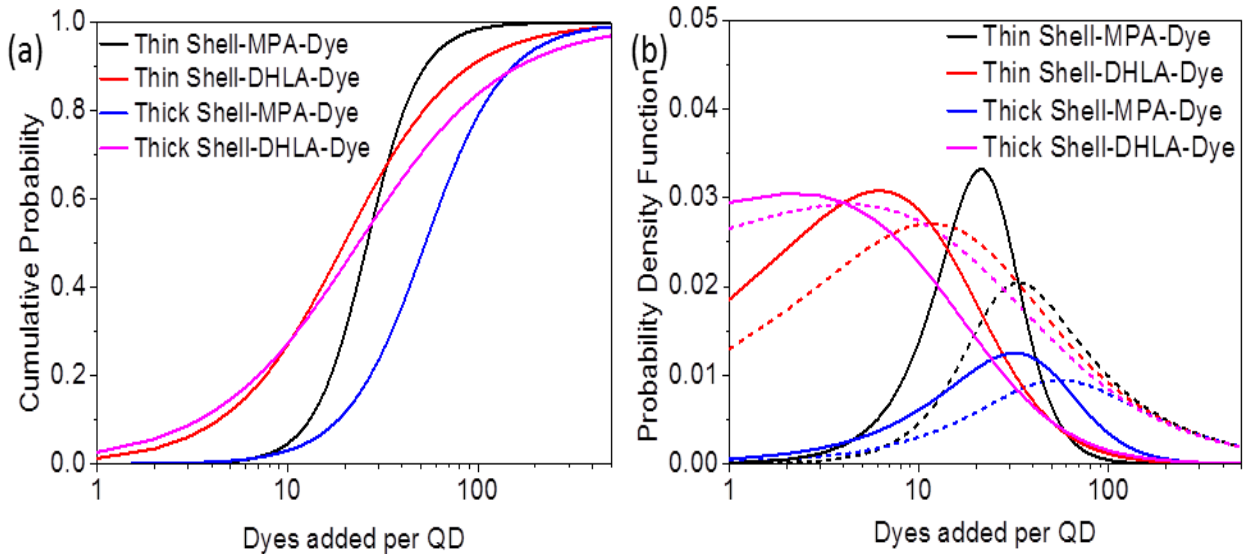 (a)
Thin Shell-MPA-Dye
Thin Shell-DHLA-Dye
Thick Shell-MPA-Dye
Thick Shell-DHLA-Dye
Cumulative Probability
1.0
0.8
0.6
0.4
0.2
0.0
1 10 100
Dyes added per QD
(b)
Thin Shell-MPA-Dye
Thin Shell-DHLA-Dye
Thick Shell-MPA-Dye
Thick Shell-DHLA-Dye
Probability Density Function
0.05
0.04
0.03
0.02
0.01
0.00
1 10 100
Dyes added per QD